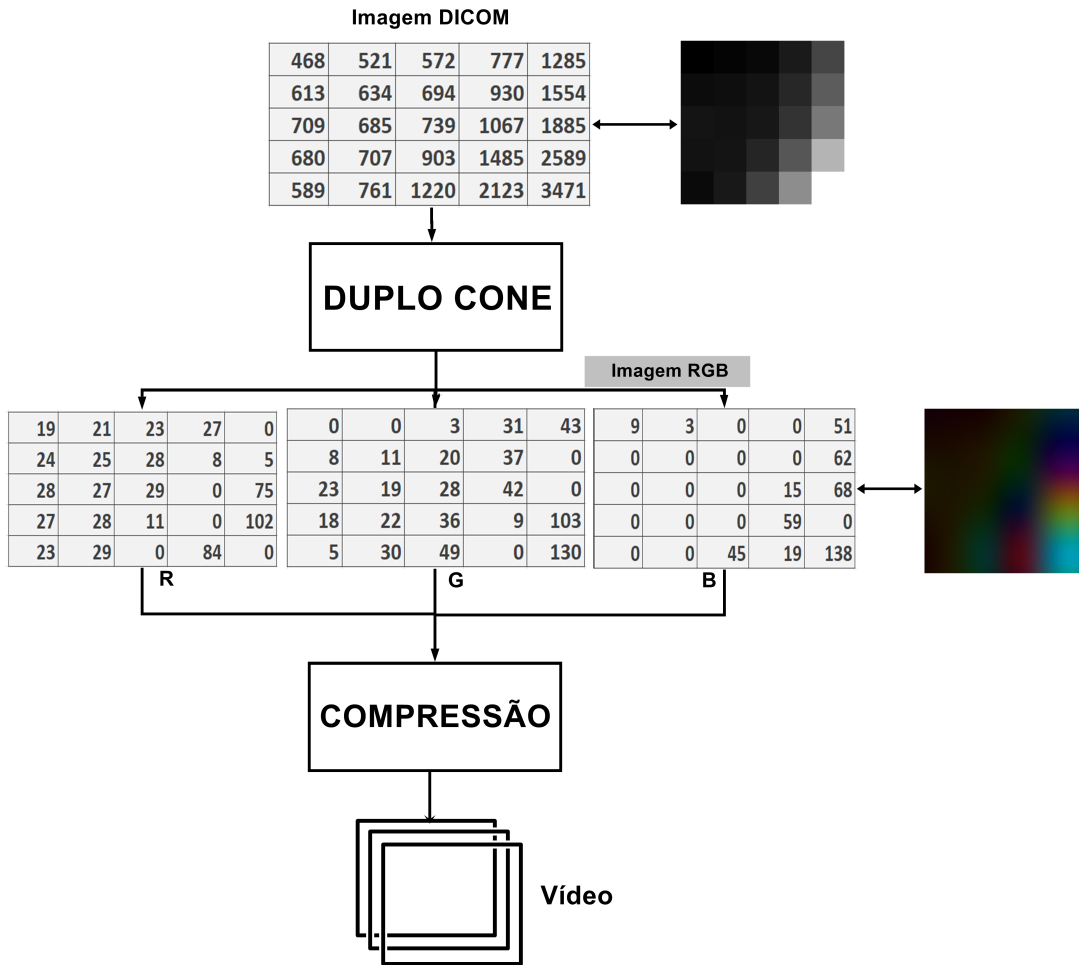 Imagem DICOM
468 521 572 777 1285
613 634 694 930 1554
709 685 739 1067 1885
680 707 903 1485 2589
589 761 1220 2123 3471
DUPLO CONE
Imagem RGB
19 21 23 27 0
24 25 28 8 5
28 27 29 0 75
27 28 11 0 102
23 29 0 84 0
R
0 0 3 31 43
8 11 20 37 0
23 19 28 42 0
18 22 36 9 103
5 30 49 0 130
G
9 3 0 0 51
0 0 0 0 62
0 0 0 15 68
0 0 0 59 0
0 0 45 19 138
B
COMPRESSÃO
Vídeo